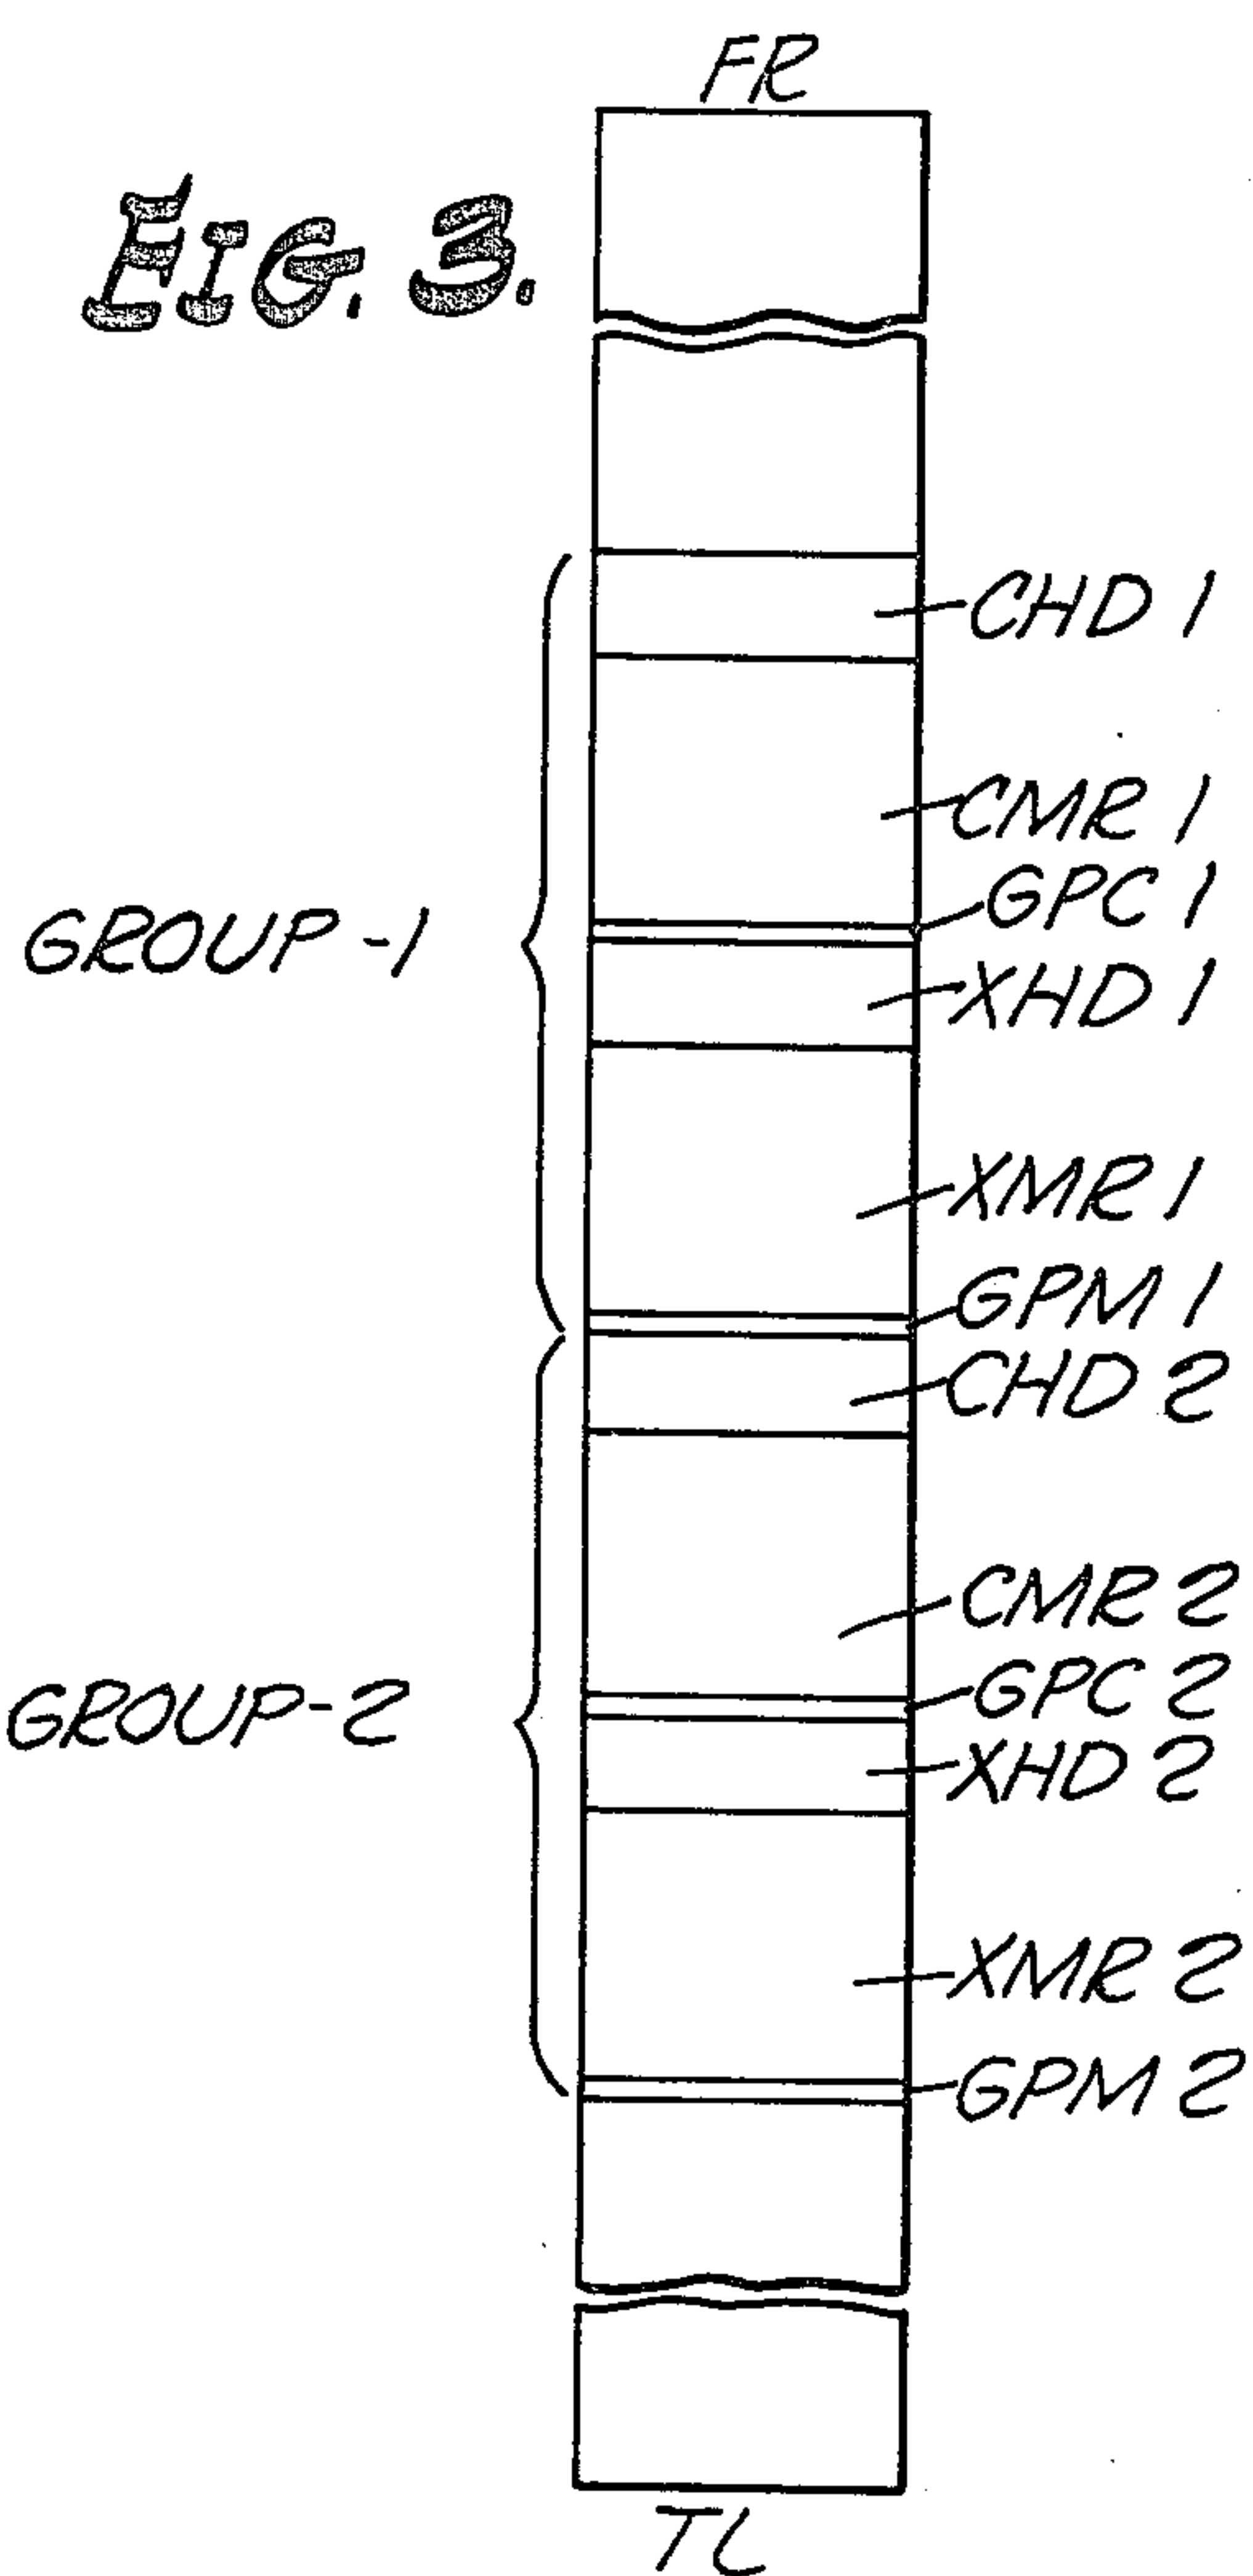 FR
FIG. 3.
CHD 1
CMR 1
GPC 1
GROUP-1
XHD 1
XMR 1
GPM 1
CHD 2
CMR 2
GPC 2
GROUP-2
XHD 2
XMR 2
GPM 2
TL